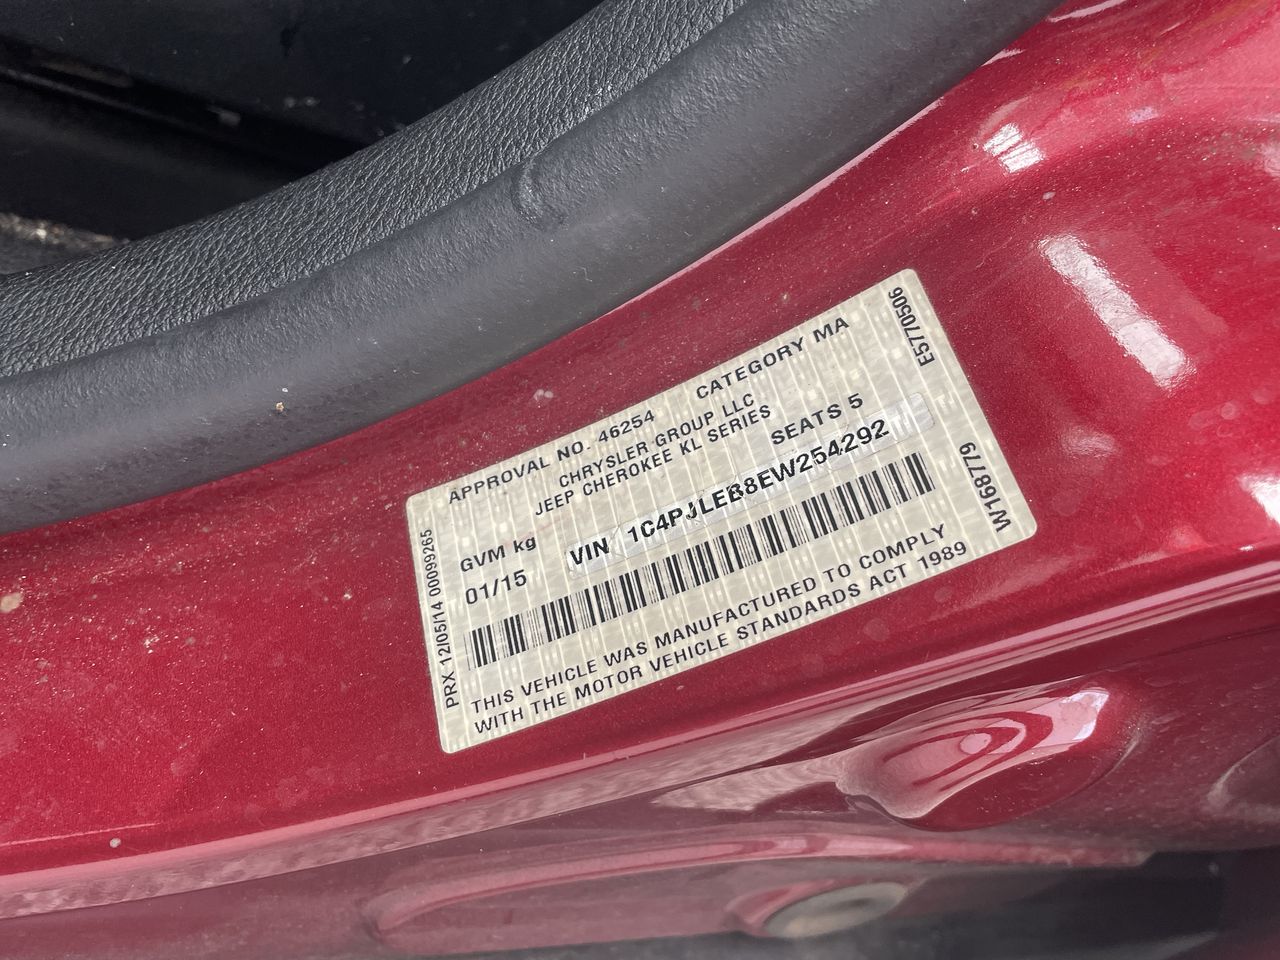 APPROVAL NO. 46254 CATEGORY MA
CHRYSLER GROUP LLC
JEEP CHEROKEE KL SERIES
GVM kg SEATS 5
01/15 VIN 1C4PJLEB8EW254292
THIS VEHICLE WAS MANUFACTURED TO COMPLY
WITH THE MOTOR VEHICLE STANDARDS ACT 1989
PRX 12/05/14 00099265
W168779 E5770506